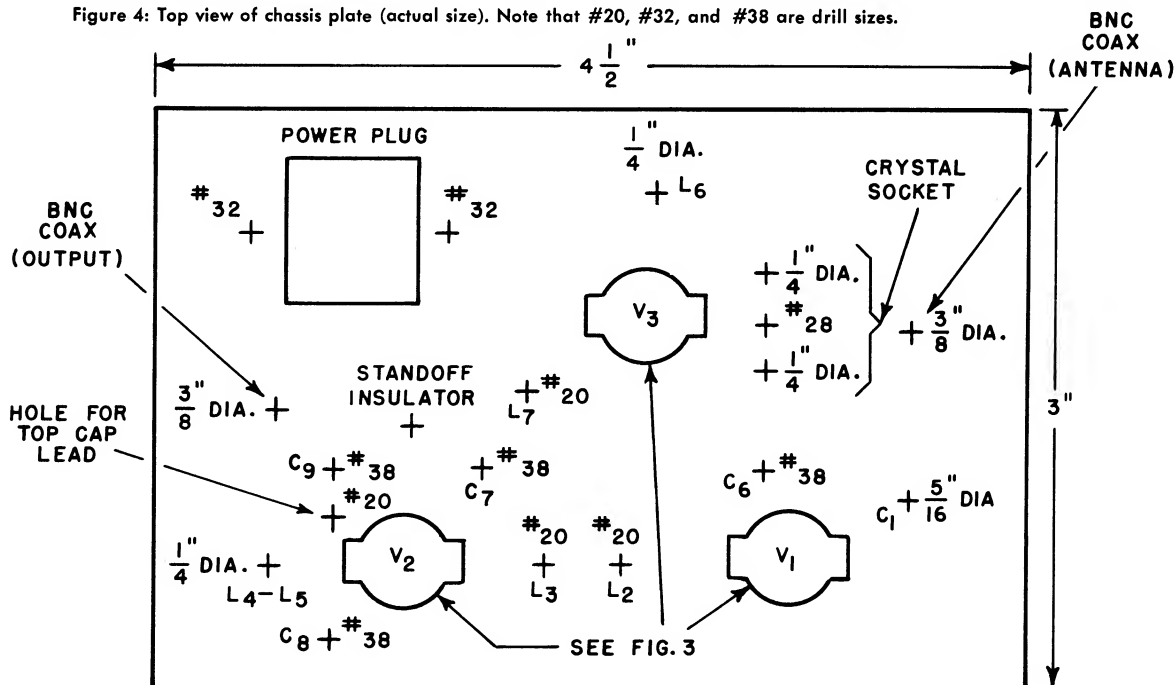 Figure 4: Top view of chassis plate (actual size). Note that #20, #32, and #38 are drill sizes.
4 1/2"
BNC
COAX
(ANTENNA)
POWER PLUG
1/4" DIA.
L6
CRYSTAL
SOCKET
#32
#32
BNC
COAX
(OUTPUT)
1/4" DIA.
#28
1/4" DIA.
3/8" DIA.
V3
3"
STANDOFF
INSULATOR
#20
L7
3/8" DIA.
HOLE FOR
TOP CAP
LEAD
C9 #38
#38
C7
C6 #38
C1 5/16" DIA
#20
#20
#20
V2
L3
L2
V1
1/4" DIA.
L4-L5
C8 #38
SEE FIG. 3